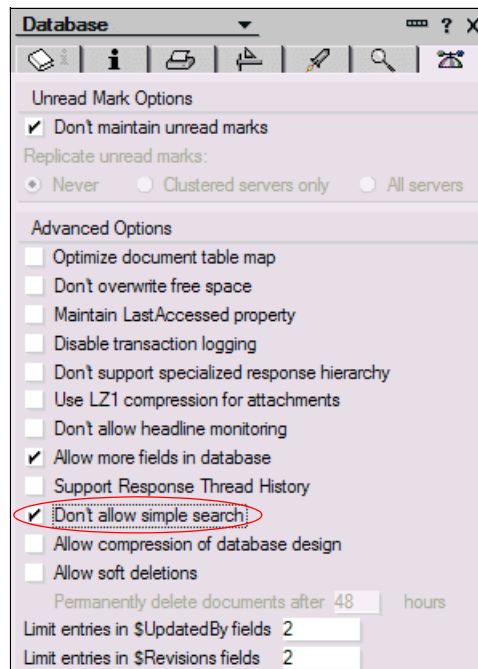 Database ? X
i i
Unread Mark Options
Don't maintain unread marks
Replicate unread marks:
Never Clustered servers only All servers
Advanced Options
Optimize document table map
Don't overwrite free space
Maintain LastAccessed property
Disable transaction logging
Don't support specialized response hierarchy
Use LZ1 compression for attachments
Don't allow headline monitoring
Allow more fields in database
Support Response Thread History
Don't allow simple search
Allow compression of database design
Allow soft deletions
Permanently delete documents after 48 hours
Limit entries in $UpdatedBy fields 2
Limit entries in $Revisions fields 2